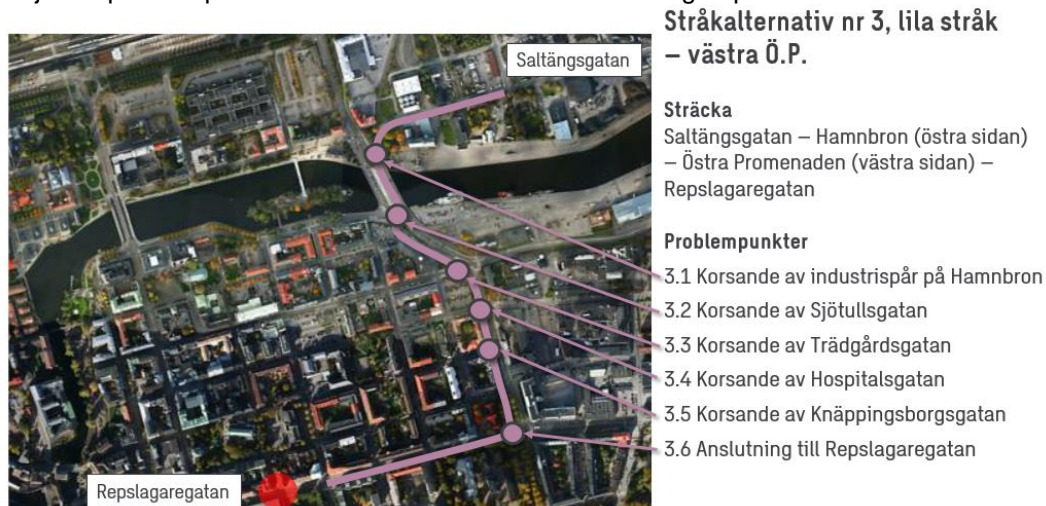 Stråkalternativ nr 3, lila stråk
– västra Ö.P.
Saltängsgatan
Sträcka
Saltängsgatan – Hamnbron (östra sidan)
– Östra Promenaden (västra sidan) –
Repslagaregatan
Problempunkter
3.1 Korsande av industrispår på Hamnbron
3.2 Korsande av Sjötullsgatan
3.3 Korsande av Trädgårdsgatan
3.4 Korsande av Hospitalsgatan
3.5 Korsande av Knäppingsborgsgatan
3.6 Anslutning till Repslagaregatan
Repslagaregatan